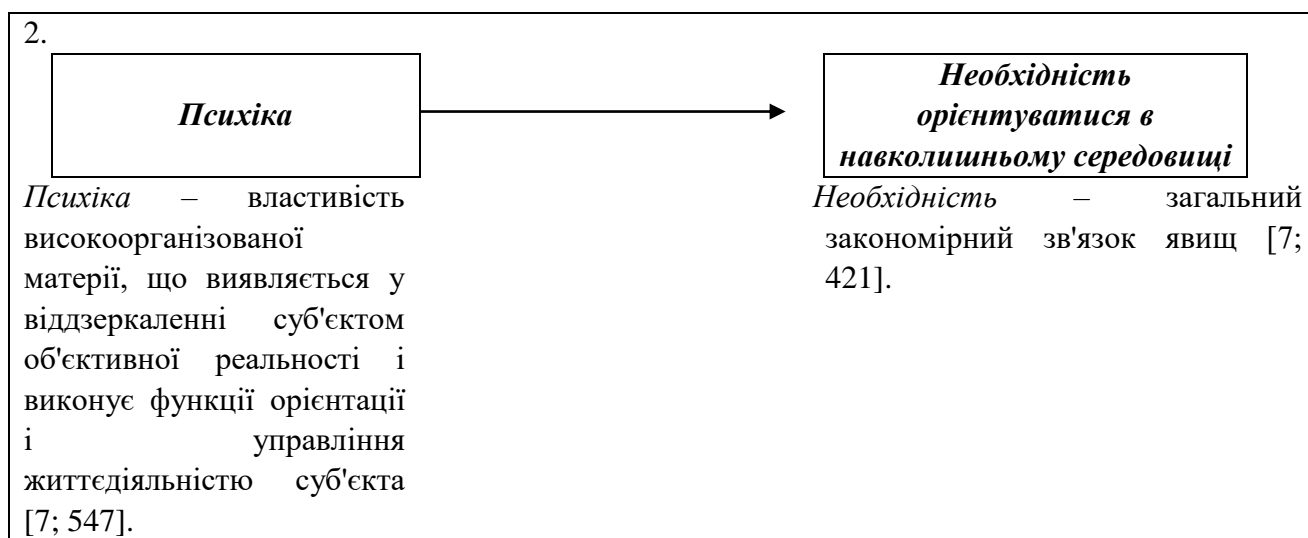 2.
Психіка
Необхідність
орієнтуватися в
навколишньому середовищі
Психіка – властивість
високоорганізованої
матерії, що виявляється у
віддзеркаленні суб'єктом
об'єктивної реальності і
виконує функції орієнтації
і управління
життєдіяльністю суб'єкта
[7; 547].
Необхідність – загальний
закономірний зв'язок явищ [7;
421].